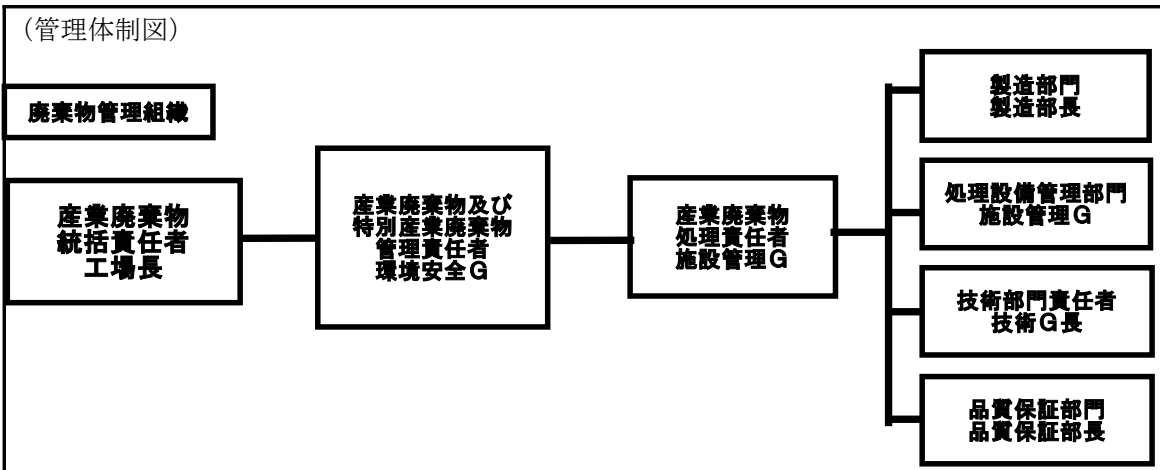 （管理体制図）
廃棄物管理組織
産業廃棄物
統括責任者
工場長
産業廃棄物及び
特別産業廃棄物
管理責任者
環境安全G
産業廃棄物
処理責任者
施設管理G
製造部門
製造部長
処理設備管理部門
施設管理G
技術部門責任者
技術G長
品質保証部門
品質保証部長